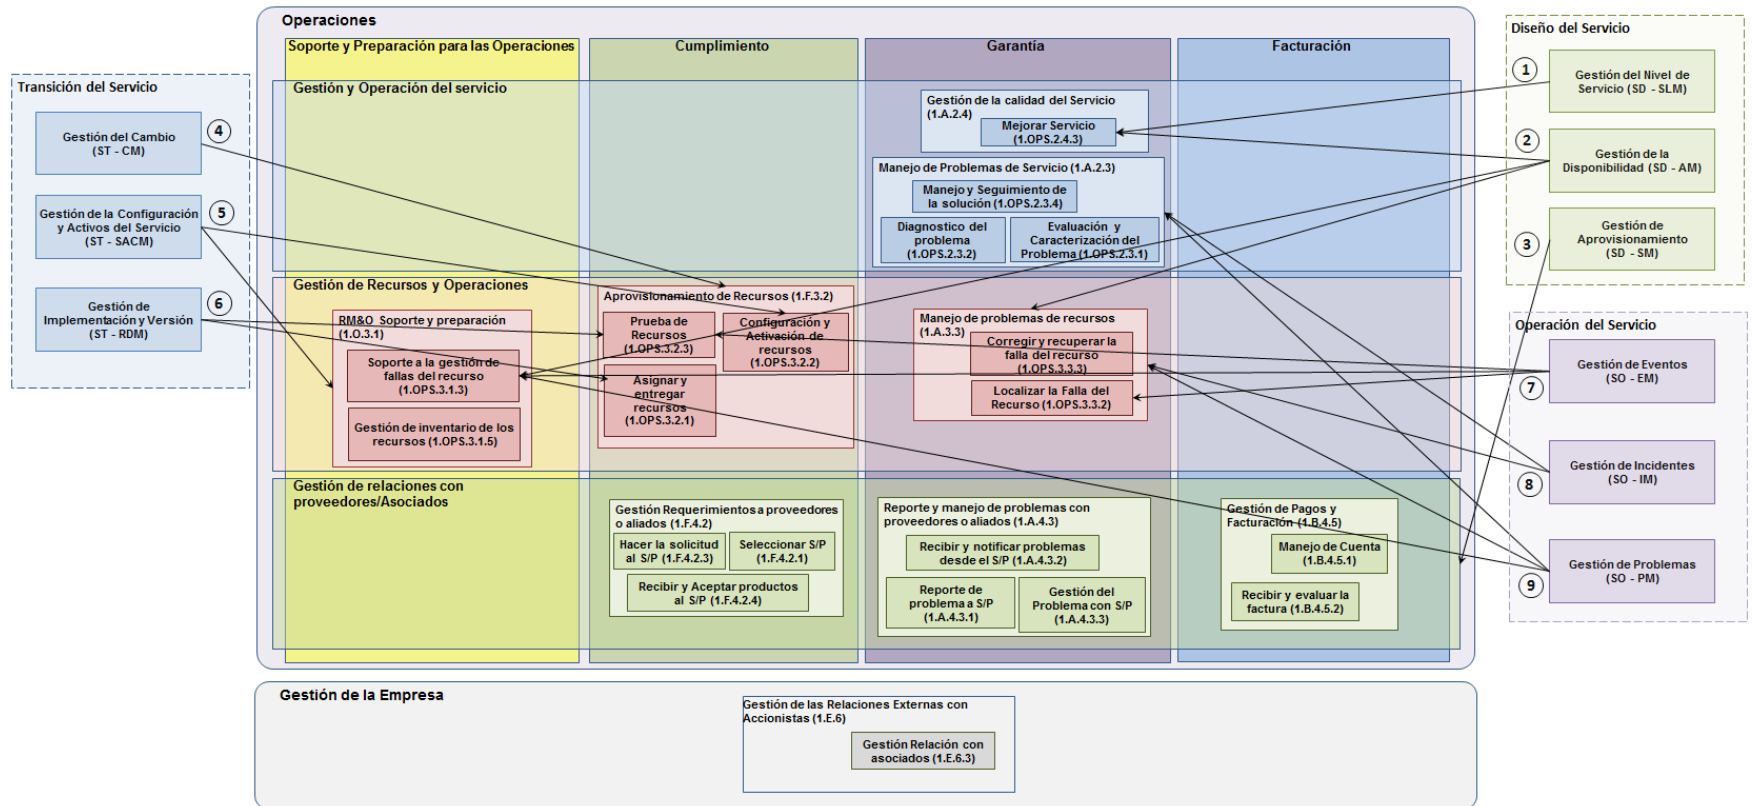 Operaciones
Soporte y Preparación para las Operaciones
Cumplimiento
Garantía
Facturación
Transición del Servicio
Gestión del Cambio
(ST - CM)
4
Gestión de la Configuración
y Activos del Servicio
(ST - SACM)
5
Gestión de
Implementación y Versión
(ST - RDM)
6
Gestión y Operación del servicio
Gestión de la calidad del Servicio
(1.A.2.4)
Mejorar Servicio
(1.OPS.2.4.3)
Manejo de Problemas de Servicio (1.A.2.3)
Manejo y Seguimiento de
la solución (1.OPS.2.3.4)
Diagnostico del
problema
(1.OPS.2.3.2)
Evaluación y
Caracterización del
Problema (1.OPS.2.3.1)
Gestión de Recursos y Operaciones
RM&O Soporte y preparación
(1.O.3.1)
Soporte a la gestión de
fallas del recurso
(1.OPS.3.1.3)
Gestión de inventario de los
recursos (1.OPS.3.1.5)
Aprovisionamiento de Recursos (1.F.3.2)
Prueba de
Recursos
(1.OPS.3.2.3)
Configuración y
Activación de
recursos
(1.OPS.3.2.2)
Asignar y
entregar
recursos
(1.OPS.3.2.1)
Manejo de problemas de recursos
(1.A.3.3)
Corregir y recuperar la
falla del recurso
(1.OPS.3.3.3)
Localizar la Falla del
Recurso (1.OPS.3.3.2)
Gestión de relaciones con
proveedores/Asociados
Gestión Requerimientos a proveedores
o aliados (1.F.4.2)
Hacer la solicitud
al S/P (1.F.4.2.3)
Seleccionar S/P
(1.F.4.2.1)
Recibir y Aceptar productos
al S/P (1.F.4.2.4)
Reporte y manejo de problemas con
proveedores o aliados (1.A.4.3)
Recibir y notificar problemas
desde el S/P (1.A.4.3.2)
Reporte de
problema a S/P
(1.A.4.3.1)
Gestión del
Problema con S/P
(1.A.4.3.3)
Gestión de Pagos y
Facturación (1.B.4.5)
Manejo de Cuenta
(1.B.4.5.1)
Recibir y evaluar la
factura (1.B.4.5.2)
Diseño del Servicio
1
Gestión del Nivel de
Servicio (SD - SLM)
2
Gestión de la
Disponibilidad (SD - AM)
3
Gestión de
Aprovisionamiento
(SD - SM)
Operación del Servicio
Gestión de Eventos
(SO - EM)
7
Gestión de Incidentes
(SO - IM)
8
Gestión de Problemas
(SO - PM)
9
Gestión de la Empresa
Gestión de las Relaciones Externas con
Accionistas (1.E.6)
Gestión Relación con
asociados (1.E.6.3)